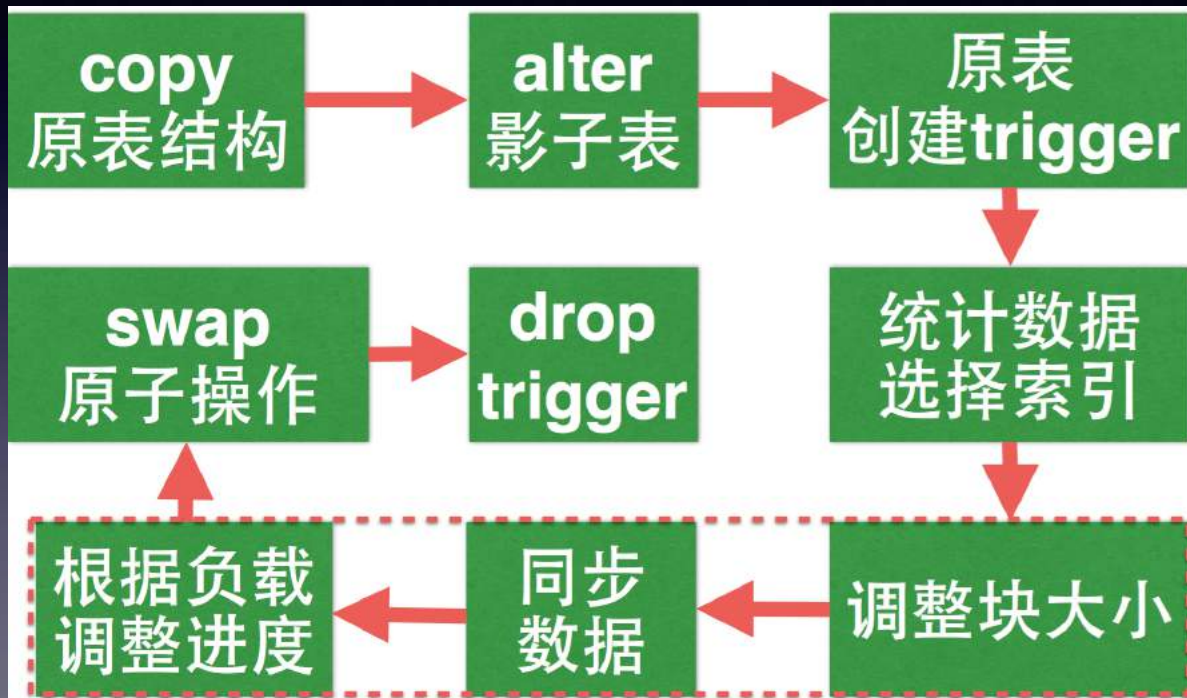 copy
原表结构
alter
影子表
原表
创建trigger
统计数据
选择索引
调整块大小
同步
数据
根据负载
调整进度
swap
原子操作
drop
trigger